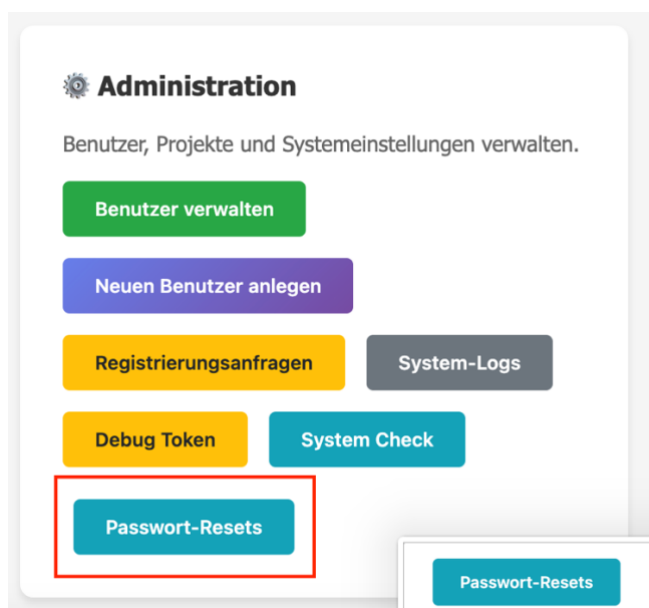 Administration
Benutzer, Projekte und Systemeinstellungen verwalten.
Benutzer verwalten
Neuen Benutzer anlegen
Registrierungsanfragen
System-Logs
Debug Token
System Check
Passwort-Resets
Passwort-Resets